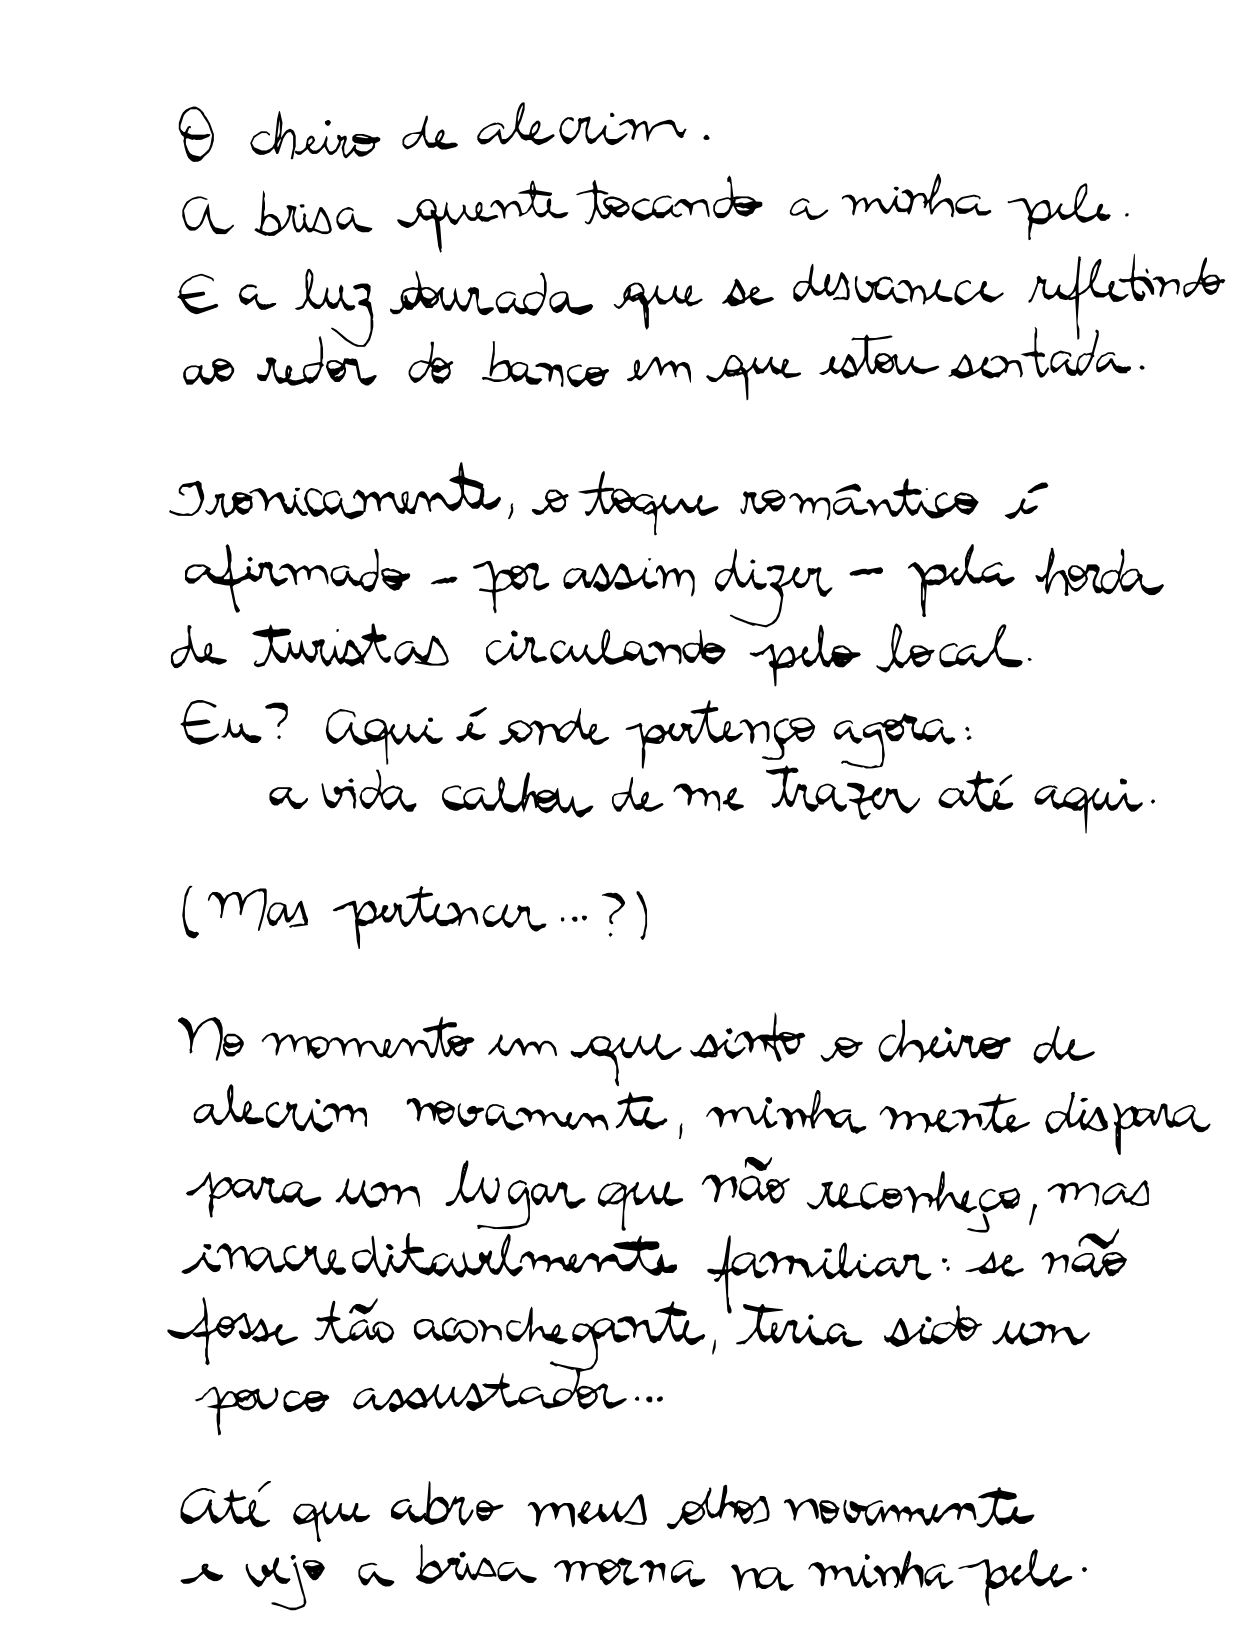 O cheiro de alecrim.
A brisa quente tocando a minha pele.
E a luz dourada que se desvanece refletindo
ao redor do banco em que estou sentada.
Ironicamente, o toque romântico é
afirmado - por assim dizer - pela horda
de turistas circulando pelo local.
Eu? Aqui é onde pertenço agora:
a vida calhou de me trazer até aqui.
(Mas pertencer...?)
No momento em que sinto o cheiro de
alecrim novamente, minha mente dispara
para um lugar que não reconheço, mas
inacreditavelmente familiar: se não
fosse tão aconchegante, teria sido um
pouco assustador...
Até que abro meus olhos novamente
e vejo a brisa morna na minha pele.